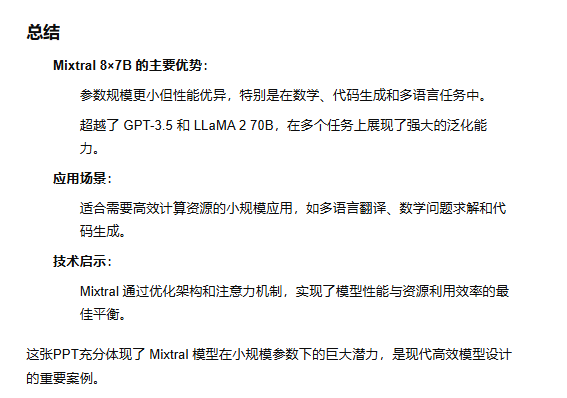 总结
Mixtral 8×7B 的主要优势：
参数规模更小但性能优异，特别是在数学、代码生成和多语言任务中。
超越了 GPT-3.5 和 LLaMA 2 70B，在多个任务上展现了强大的泛化能
力。
应用场景：
适合需要高效计算资源的小规模应用，如多语言翻译、数学问题求解和代
码生成。
技术启示：
Mixtral 通过优化架构和注意力机制，实现了模型性能与资源利用效率的最
佳平衡。
这张PPT充分体现了 Mixtral 模型在小规模参数下的巨大潜力，是现代高效模型设计
的重要案例。